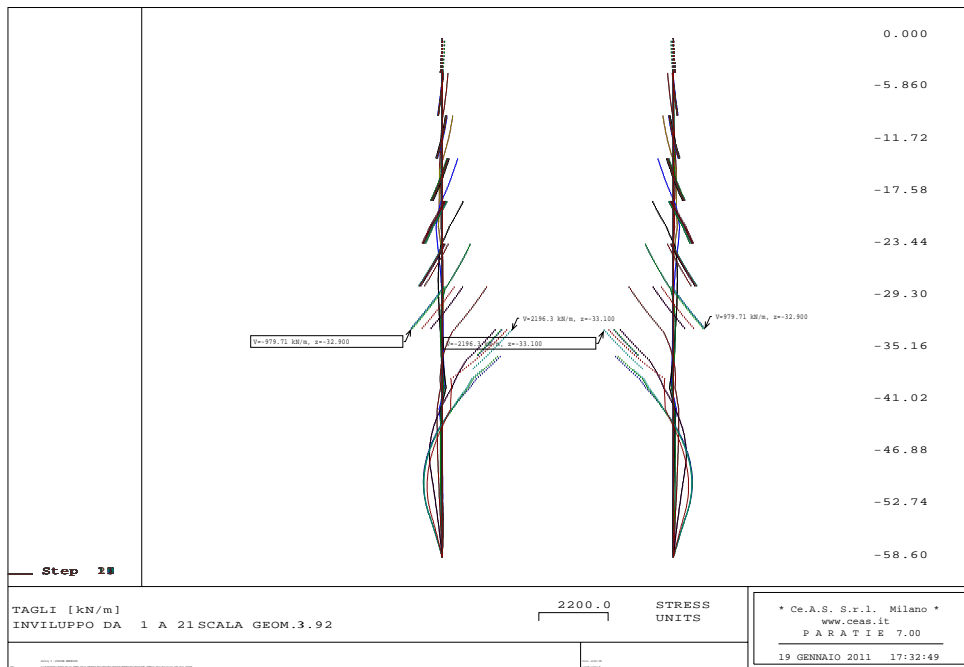 0.000
-5.860
-11.72
-17.58
-23.44
-29.30
-35.16
-41.02
-46.88
-52.74
-58.60
V=2196.3 kN/m, z=-33.100
V=979.71 kN/m, z=-32.900
V=-979.71 kN/m, z=-32.900
V=-2196.3 kN/m, z=-33.100
Step
TAGLI [kN/m]
INVILUPPO DA 1 A 21 SCALA GEOM.3.92
2200.0
STRESS
UNITS
* Ce.A.S. S.r.l. Milano *
www.ceas.it
P A R A T I E 7.00
19 GENNAIO 2011 17:32:49